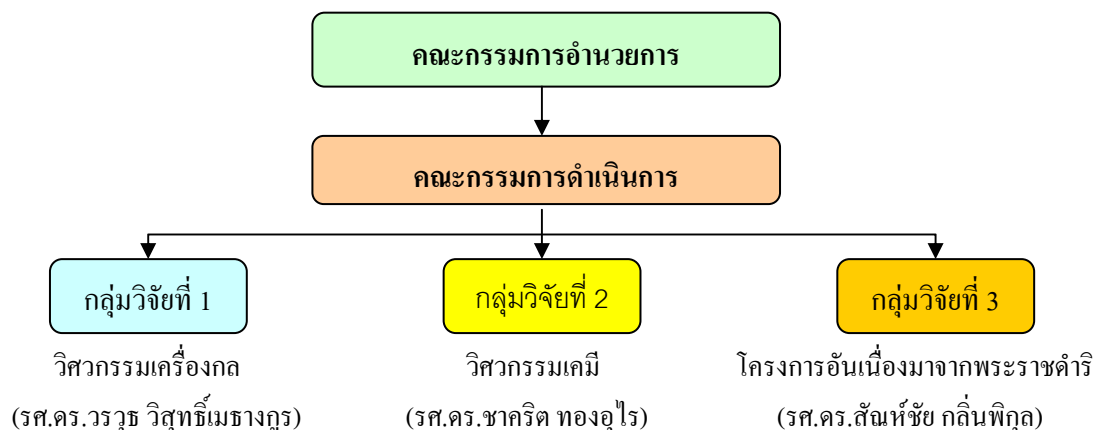 คณะกรรมการอำนวยการ
คณะกรรมการดำเนินการ
กลุ่มวิจัยที่ 1
วิศวกรรมเครื่องกล
(รศ.ดร.วรวุธ วิสุทธิ์เมธางกูร)
กลุ่มวิจัยที่ 2
วิศวกรรมเคมี
(รศ.ดร.ชาคริต ทองอุไร)
กลุ่มวิจัยที่ 3
โครงการอันเนื่องมาจากพระราชดำริ
(รศ.ดร.สัณห์ชัย กลิ่นพิกุล)